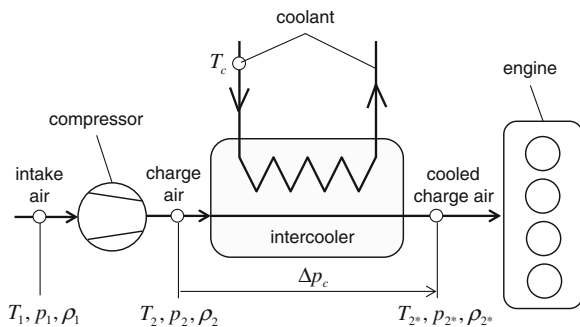 coolant
T_c
engine
compressor
intake
air
charge
air
cooled
charge air
intercooler
Δp_c
T_1, p_1, ρ_1
T_2, p_2, ρ_2
T_2*, p_2*, ρ_2*